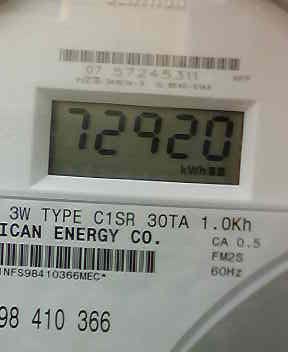 07 57245311
72920
kWh
3W TYPE C1SR 30TA 1.0Kh
ICAN ENERGY CO.
CA 0.5
FM2S
60Hz
NFS98410366MEC*
98 410 366